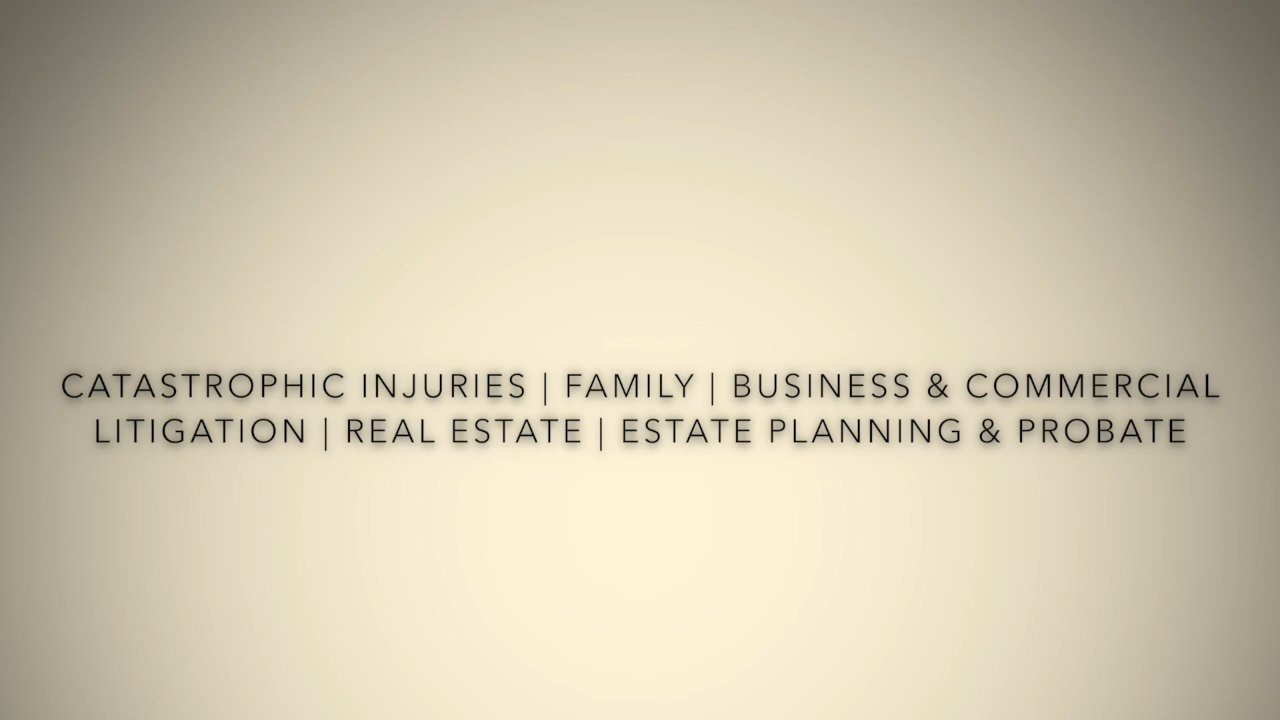 CATASTROPHIC INJURIES | FAMILY | BUSINESS & COMMERCIAL
LITIGATION | REAL ESTATE | ESTATE PLANNING & PROBATE